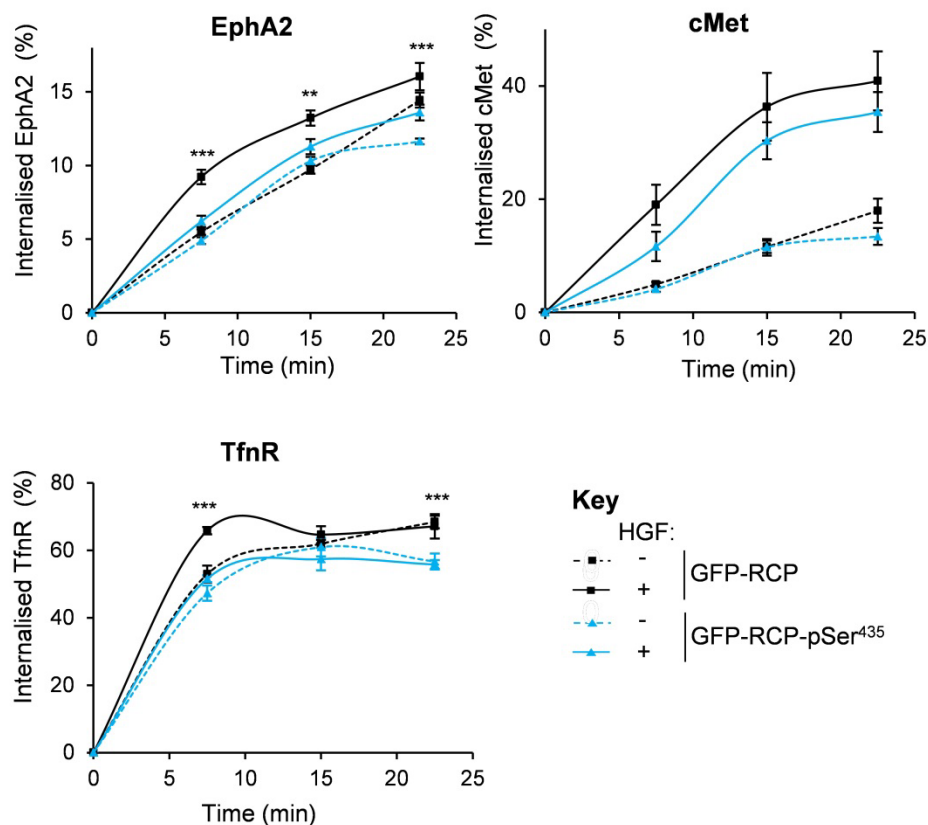 EphA2
Internalised EphA2 (%)
15
10
5
0
***
**
***
0 5 10 15 20 25
Time (min)
cMet
Internalised cMet (%)
40
20
0
0 5 10 15 20 25
Time (min)
TfnR
Internalised TfnR (%)
80
60
40
20
0
***
***
0 5 10 15 20 25
Time (min)
Key
HGF:
-
+
GFP-RCP
-
+
GFP-RCP-pSer⁴³⁵